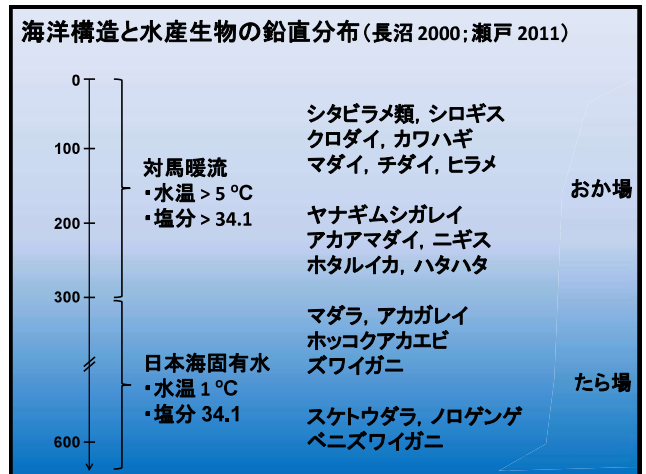 海洋構造と水産生物の鉛直分布(長沼 2000;瀬戸 2011)
0
100
200
300
600
対馬暖流
・水温 > 5 ℃
・塩分 > 34.1
日本海固有水
・水温 1 ℃
・塩分 34.1
シタビラメ類, シロギス
クロダイ, カワハギ
マダイ, チダイ, ヒラメ
ヤナギムシガレイ
アカアマダイ, ニギス
ホタルイカ, ハタハタ
マダラ, アカガレイ
ホッコクアカエビ
ズワイガニ
スケトウダラ, ノロゲンゲ
ベニズワイガニ
おか場
たら場